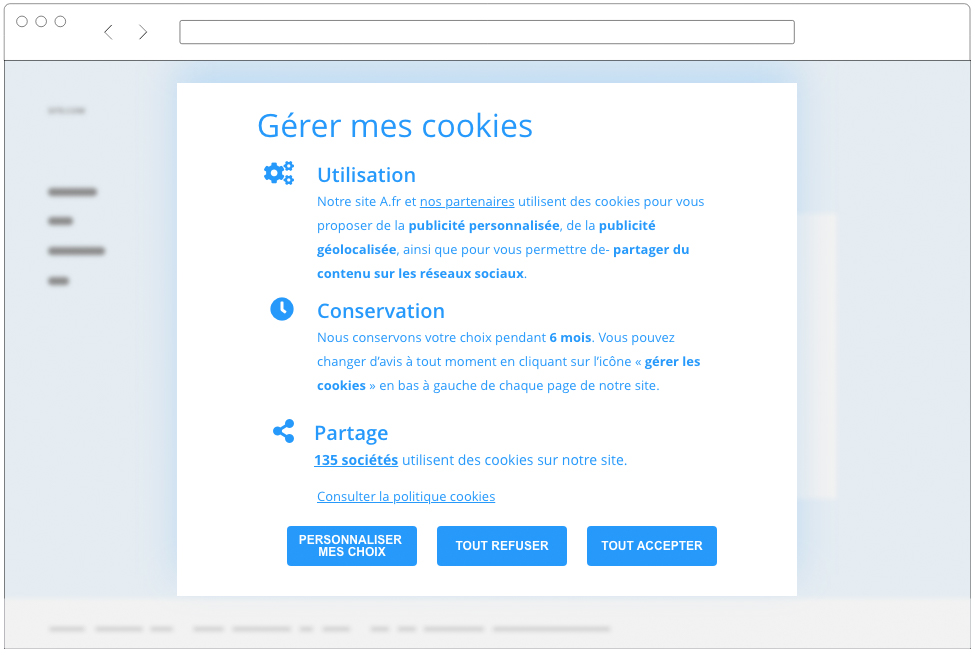 Gérer mes cookies
Utilisation
Notre site A.fr et nos partenaires utilisent des cookies pour vous
proposer de la publicité personnalisée, de la publicité
géolocalisée, ainsi que pour vous permettre de- partager du
contenu sur les réseaux sociaux.
Conservation
Nous conservons votre choix pendant 6 mois. Vous pouvez
changer d'avis à tout moment en cliquant sur l'icône « gérer les
cookies » en bas à gauche de chaque page de notre site.
Partage
135 sociétés utilisent des cookies sur notre site.
Consulter la politique cookies
PERSONNALISER
MES CHOIX
TOUT REFUSER
TOUT ACCEPTER